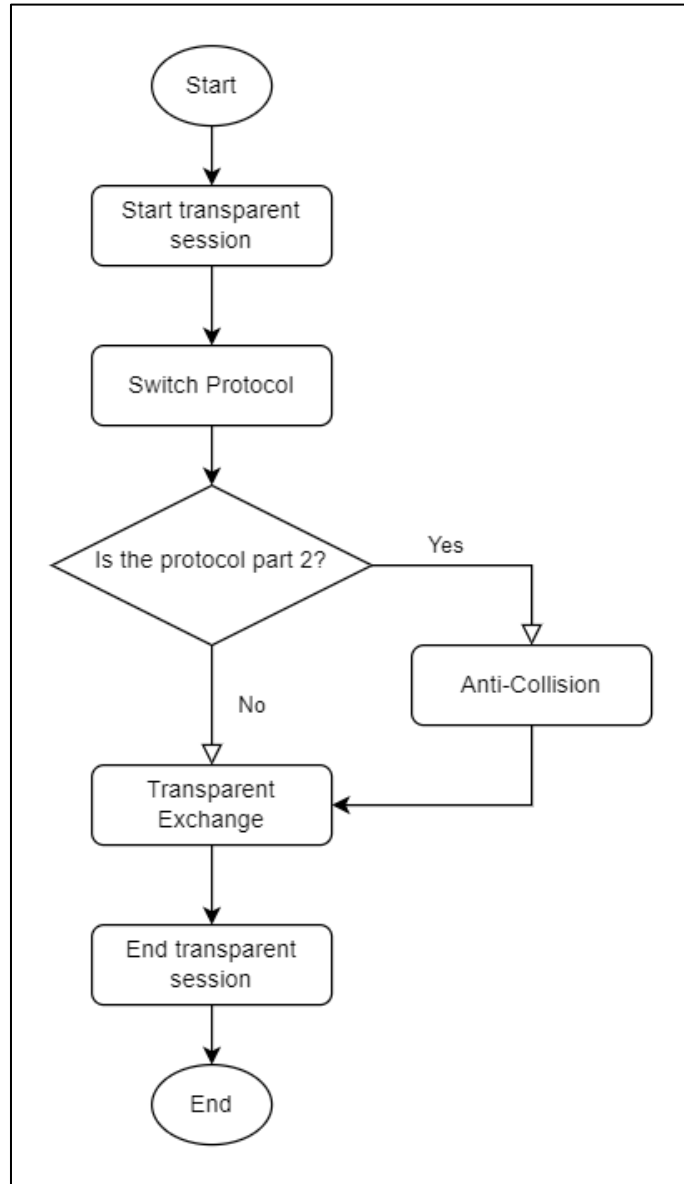 Start
Start transparent
session
Switch Protocol
Is the protocol part 2?
Yes
Anti-Collision
No
Transparent
Exchange
End transparent
session
End